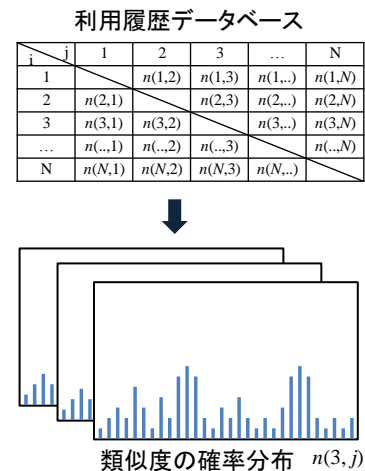 利用履歴データベース
i j 1 2 3 … N
1 n(1,2) n(1,3) n(1,..) n(1,N)
2 n(2,1) n(2,3) n(2,..) n(2,N)
3 n(3,1) n(3,2) n(3,..) n(3,N)
… n(..,1) n(..,2) n(..,3) n(..,N)
N n(N,1) n(N,2) n(N,3) n(N,..)
類似度の確率分布 n(3, j)